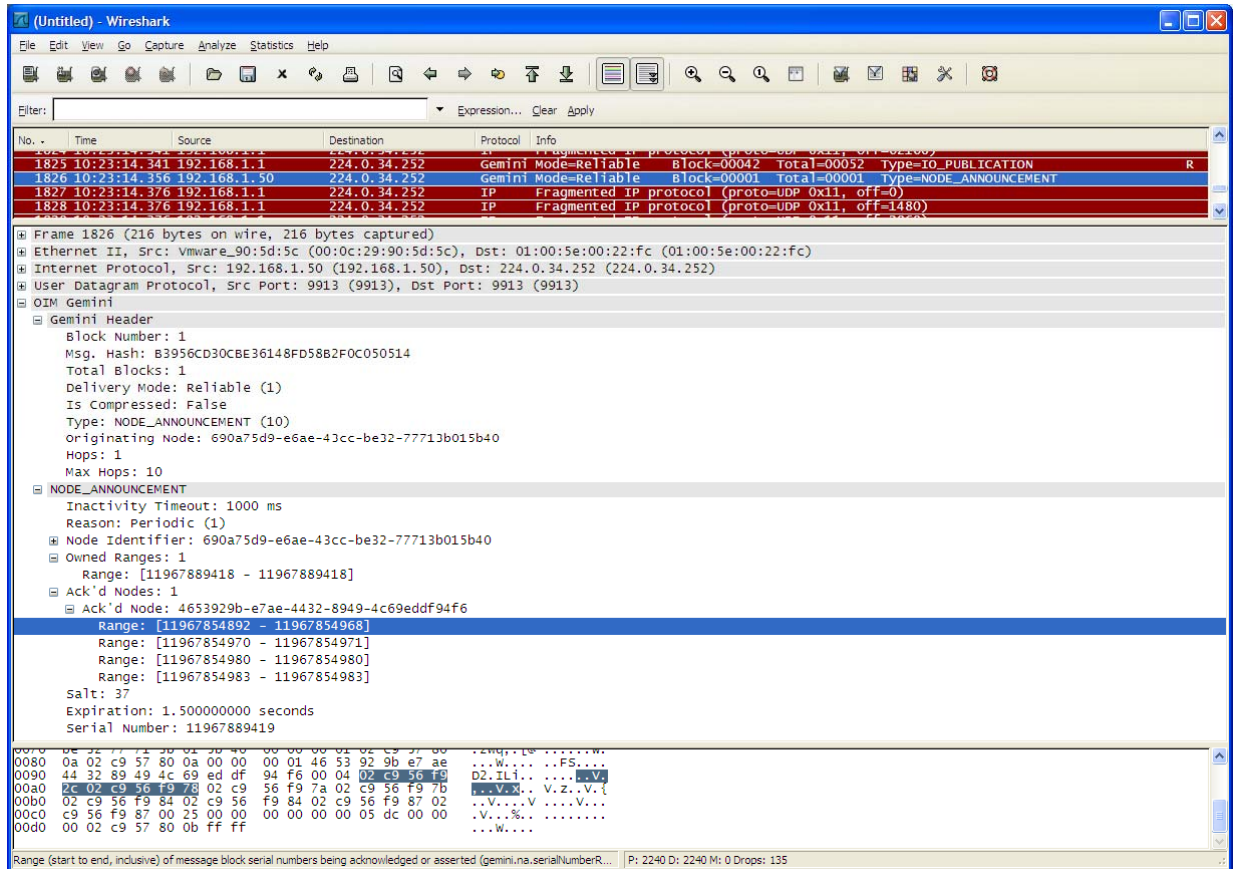 (Untitled) - Wireshark
File Edit View Go Capture Analyze Statistics Help
Filter: Expression... Clear Apply
No. . Time Source Destination Protocol Info
1825 10:23:14.341 192.168.1.1 224.0.34.252 Gemini Mode=Reliable Block=00042 Total=00052 Type=IO_PUBLICATION R
1826 10:23:14.356 192.168.1.50 224.0.34.252 Gemini Mode=Reliable Block=00001 Total=00001 Type=NODE_ANNOUNCEMENT
1827 10:23:14.376 192.168.1.1 224.0.34.252 IP Fragmented IP protocol (proto=UDP 0x11, off=0)
1828 10:23:14.376 192.168.1.1 224.0.34.252 IP Fragmented IP protocol (proto=UDP 0x11, off=1480)
Frame 1826 (216 bytes on wire, 216 bytes captured)
Ethernet II, Src: Vmware_90:5d:5c (00:0c:29:90:5d:5c), Dst: 01:00:5e:00:22:fc (01:00:5e:00:22:fc)
Internet Protocol, Src: 192.168.1.50 (192.168.1.50), Dst: 224.0.34.252 (224.0.34.252)
User Datagram Protocol, Src Port: 9913 (9913), Dst Port: 9913 (9913)
OIM Gemini
Gemini Header
Block Number: 1
Msg. Hash: B3956CD30CBE36148FD58B2F0C050514
Total Blocks: 1
Delivery Mode: Reliable (1)
Is Compressed: False
Type: NODE_ANNOUNCEMENT (10)
Originating Node: 690a75d9-e6ae-43cc-be32-77713b015b40
Hops: 1
Max Hops: 10
NODE_ANNOUNCEMENT
Inactivity Timeout: 1000 ms
Reason: Periodic (1)
Node Identifier: 690a75d9-e6ae-43cc-be32-77713b015b40
Owned Ranges: 1
Range: [11967889418 - 11967889418]
Ack'd Nodes: 1
Ack'd Node: 4653929b-e7ae-4432-8949-4c69eddf94f6
Range: [11967854892 - 11967854968]
Range: [11967854970 - 11967854971]
Range: [11967854980 - 11967854980]
Range: [11967854983 - 11967854983]
Salt: 37
Expiration: 1.500000000 seconds
Serial Number: 11967889419
0080 0a 02 c9 57 80 0a 00 00 00 01 46 53 92 9b e7 ae ...W.... ..FS....
0090 44 32 89 49 4c 69 ed df 94 f6 00 04 02 c9 56 f9 D2.ILi.. ......V.
00a0 2c 02 c9 56 f9 78 02 c9 56 f9 7a 02 c9 56 f9 7b ,..V.x.. V.z..V.{
00b0 02 c9 56 f9 84 02 c9 56 f9 84 02 c9 56 f9 87 02 ..V....V ....V...
00c0 c9 56 f9 87 00 25 00 00 00 00 00 00 05 dc 00 00 .V...%.. ........
00d0 00 02 c9 57 80 0b ff ff ...W....
Range (start to end, inclusive) of message block serial numbers being acknowledged or asserted (gemini.na.serialNumberR... P: 2240 D: 2240 M: 0 Drops: 135